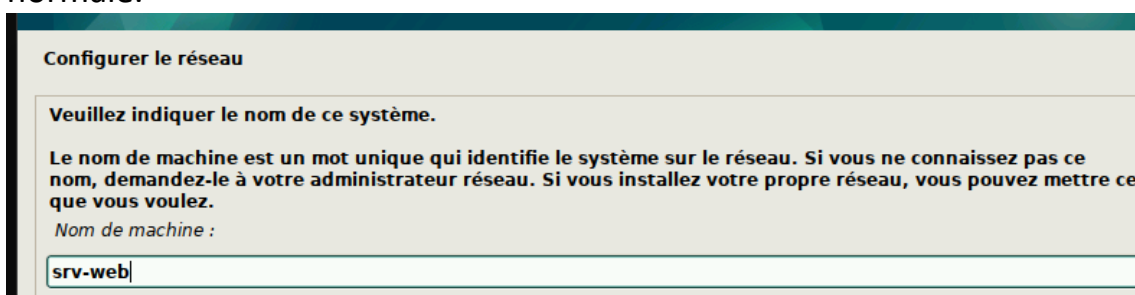 normale.
Configurer le réseau
Veuillez indiquer le nom de ce système.
Le nom de machine est un mot unique qui identifie le système sur le réseau. Si vous ne connaissez pas ce
nom, demandez-le à votre administrateur réseau. Si vous installez votre propre réseau, vous pouvez mettre ce
que vous voulez.
Nom de machine :
srv-web